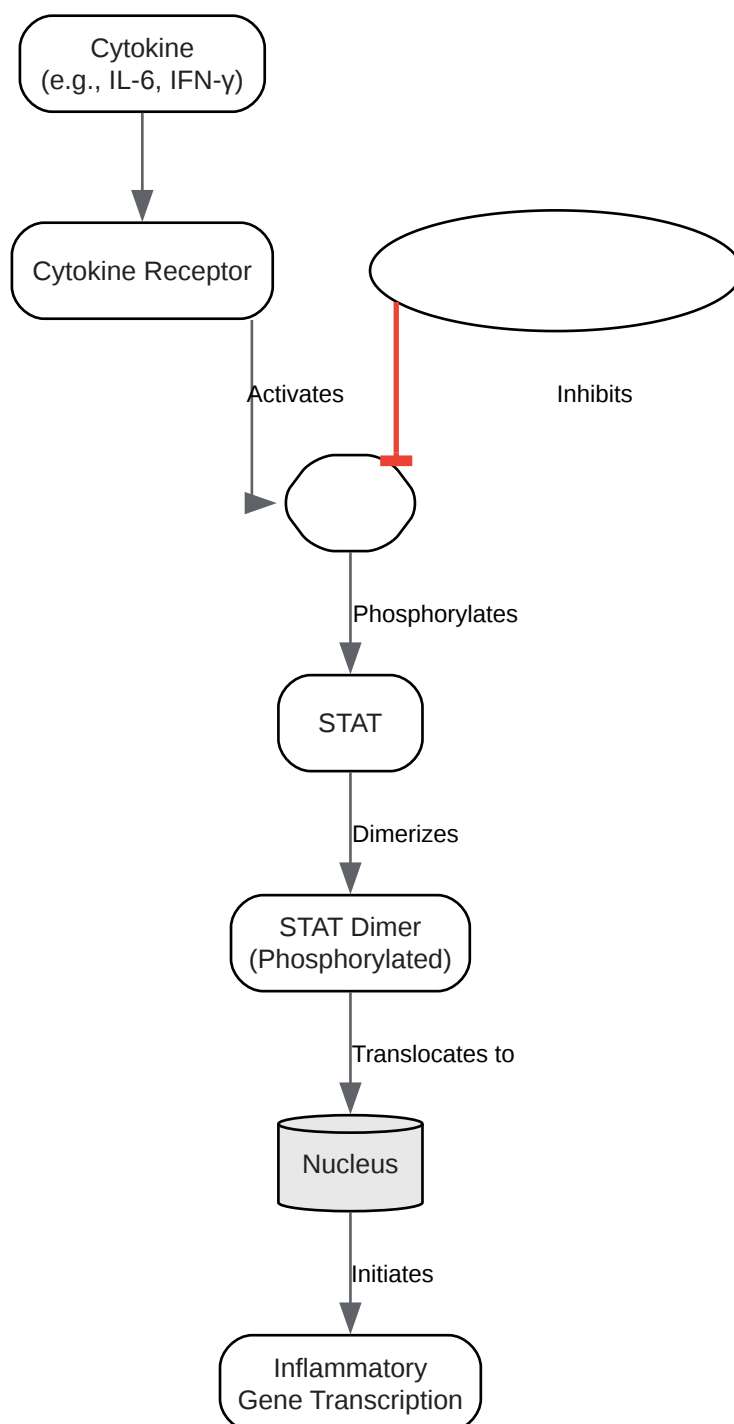 Cytokine
(e.g., IL-6, IFN-γ)
Cytokine Receptor
Activates
Inhibits
Phosphorylates
STAT
Dimerizes
STAT Dimer
(Phosphorylated)
Translocates to
Nucleus
Initiates
Inflammatory
Gene Transcription